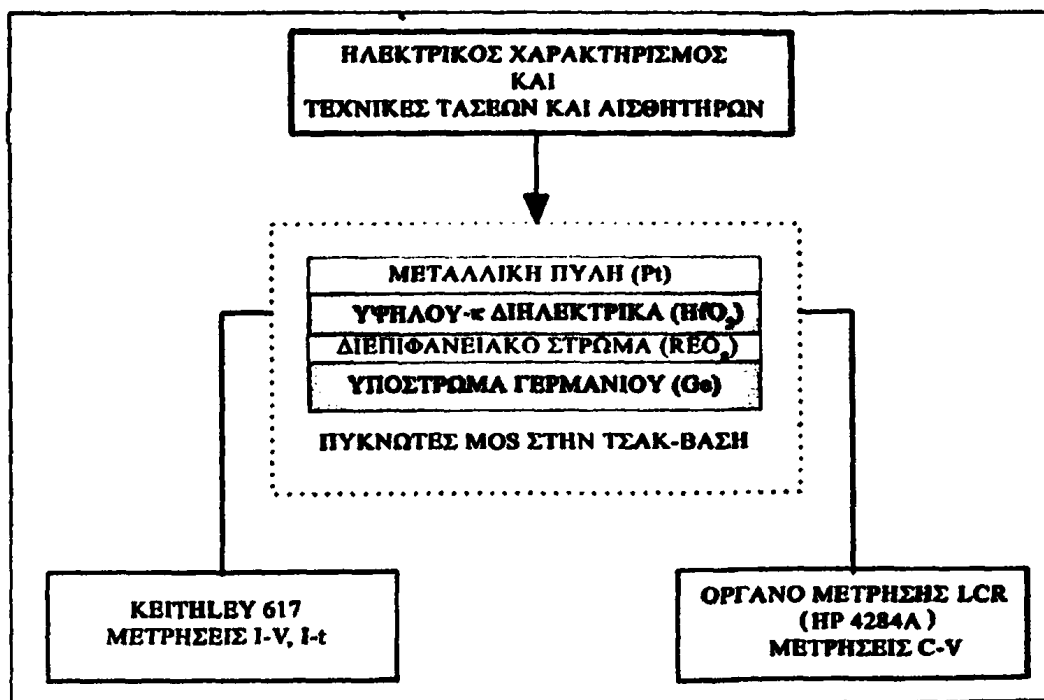 ΗΛΕΚΤΡΙΚΟΣ ΧΑΡΑΚΤΗΡΙΣΜΟΣ
ΚΑΙ
ΤΕΧΝΙΚΕΣ ΤΑΣΕΩΝ ΚΑΙ ΑΙΣΘΗΤΗΡΩΝ
ΜΕΤΑΛΛΙΚΗ ΠΥΛΗ (Pt)
ΥΨΗΛΟΥ-κ ΔΙΗΛΕΚΤΡΙΚΑ (HfO₂)
ΔΙΕΠΙΦΑΝΕΙΑΚΟ ΣΤΡΩΜΑ (REOₓ)
ΥΠΟΣΤΡΩΜΑ ΓΕΡΜΑΝΙΟΥ (Ge)
ΠΥΚΝΩΤΕΣ MOS ΣΤΗΝ ΤΣΑΚ-ΒΑΣΗ
KEITHLEY 617
ΜΕΤΡΗΣΕΙΣ I-V, I-t
ΟΡΓΑΝΟ ΜΕΤΡΗΣΗΣ LCR
(HP 4284A)
ΜΕΤΡΗΣΕΙΣ C-V